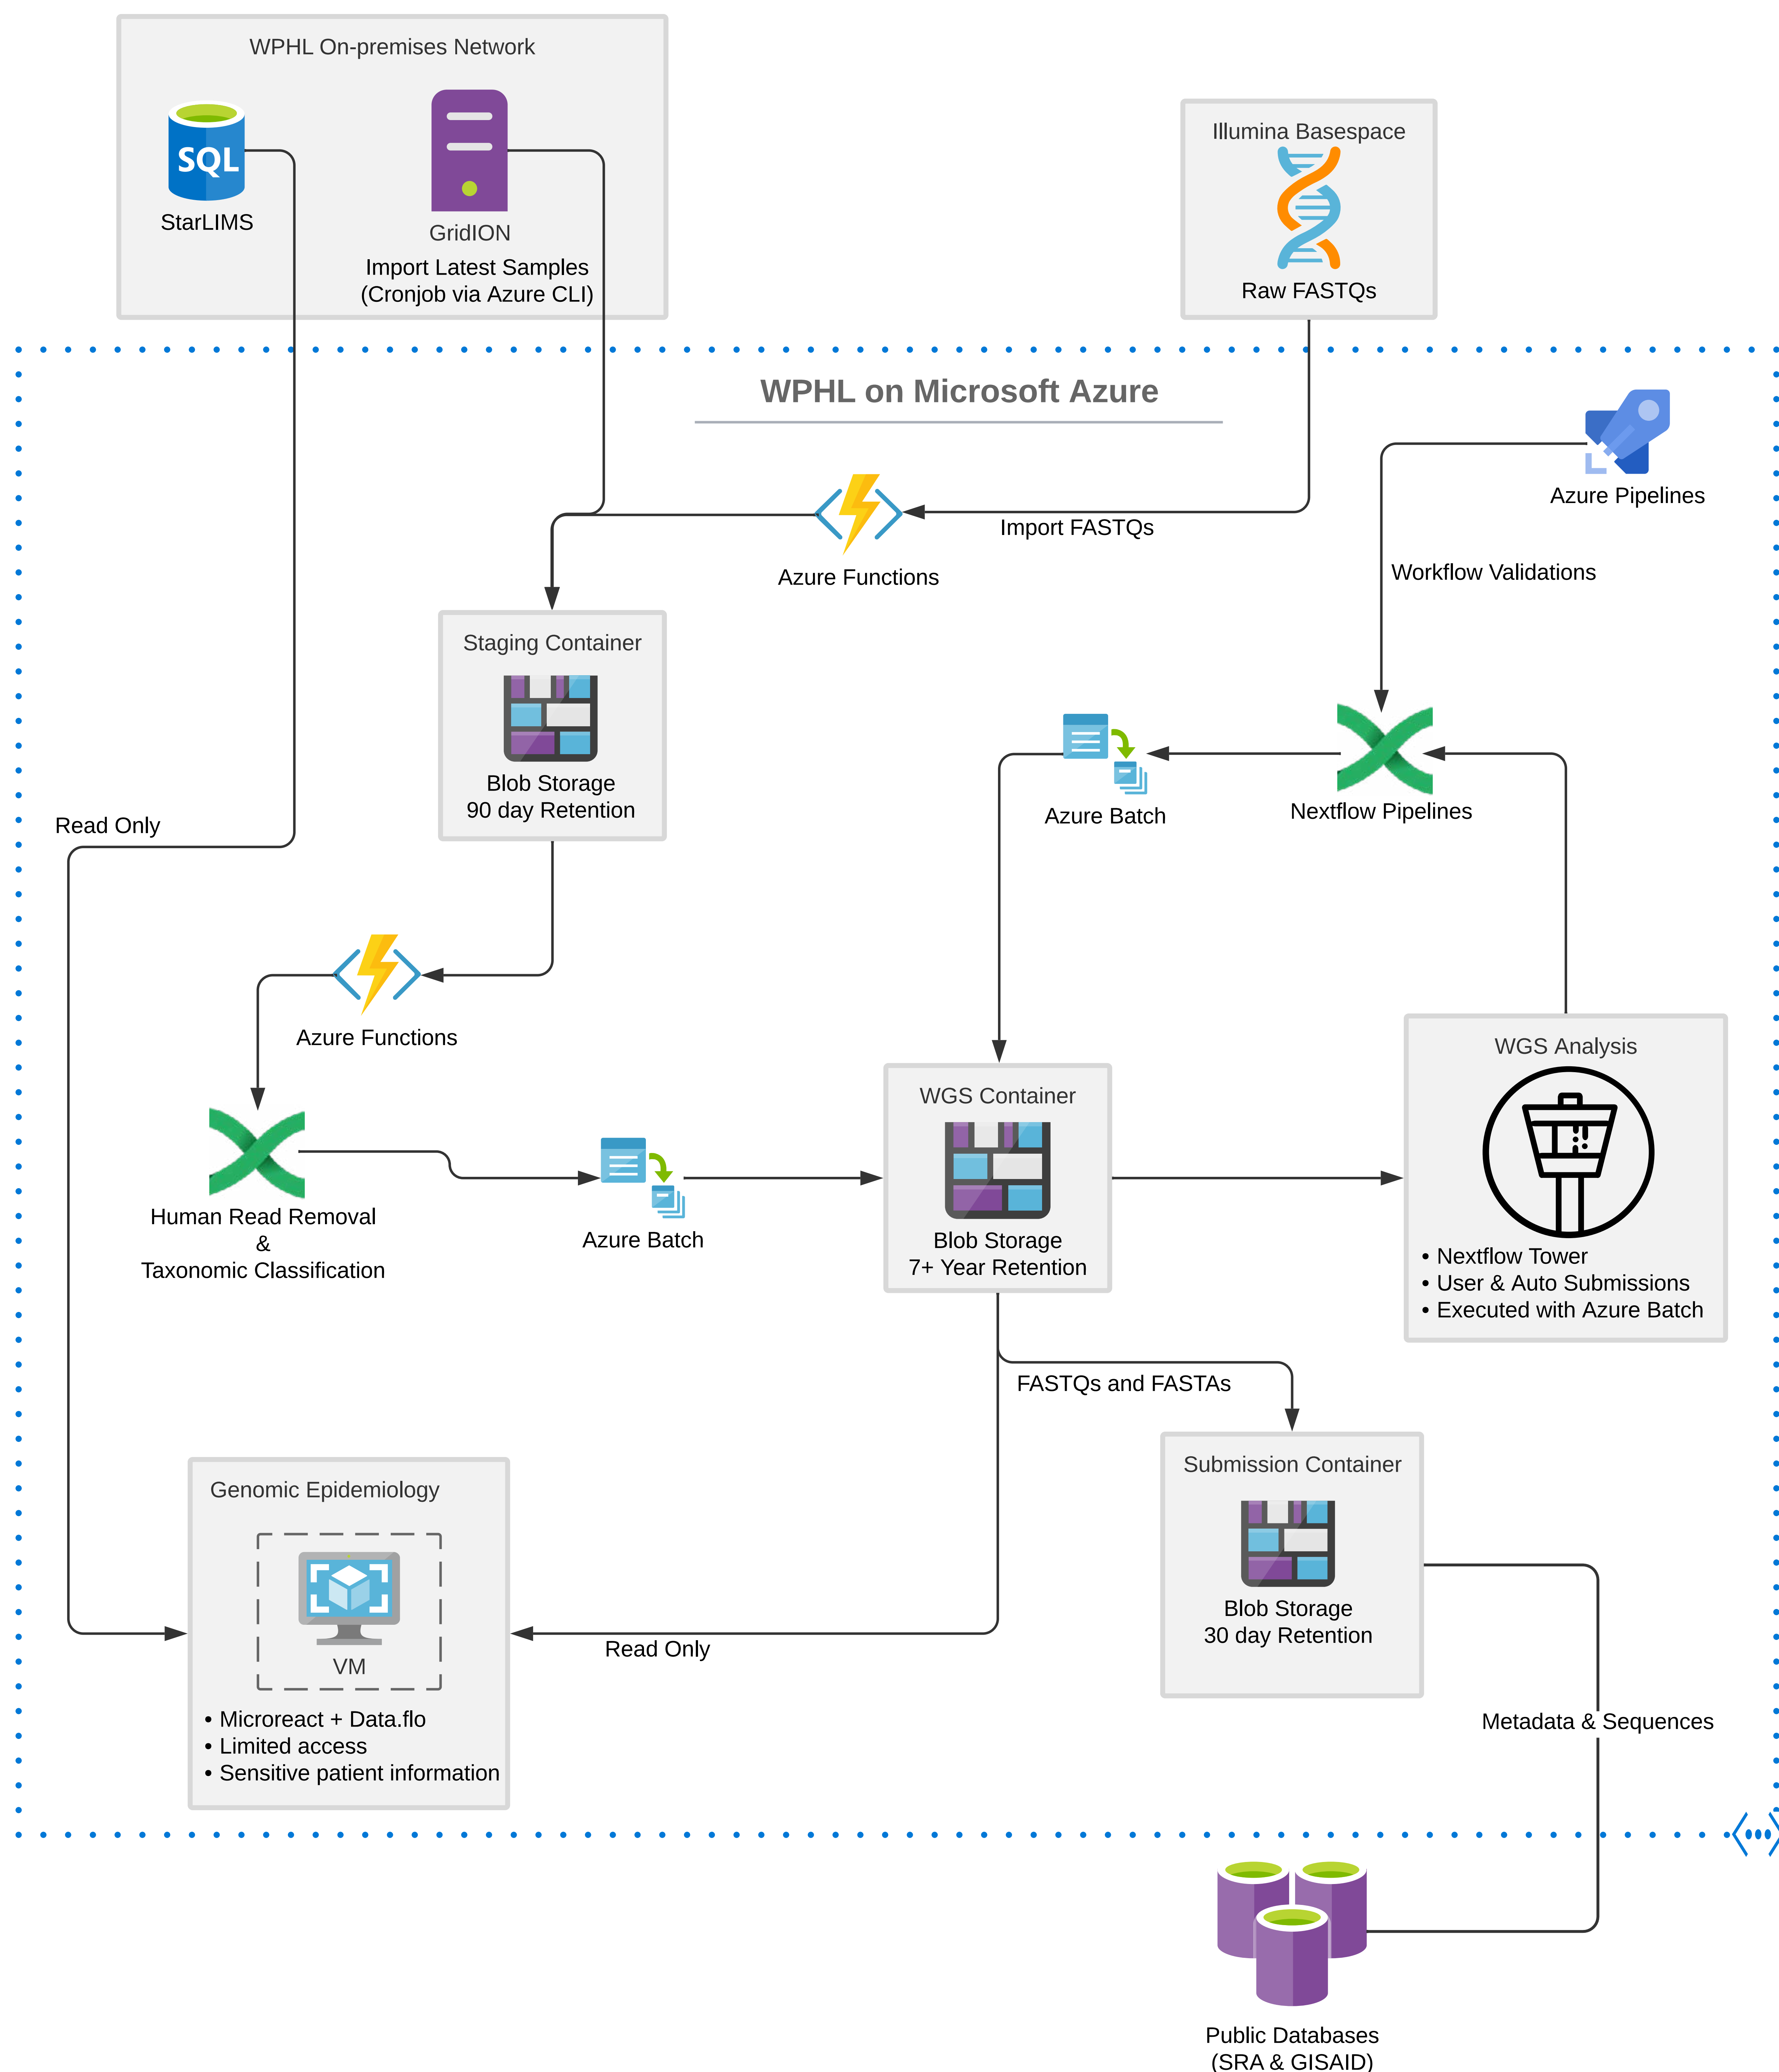 WPHL On-premises Network
SQL
StarLIMS
GridION
Import Latest Samples
(Cronjob via Azure CLI)
Illumina Basespace
Raw FASTQs
WPHL on Microsoft Azure
Azure Pipelines
Import FASTQs
Azure Functions
Workflow Validations
Staging Container
Blob Storage
90 day Retention
Azure Batch
Nextflow Pipelines
Read Only
Azure Functions
WGS Container
Blob Storage
7+ Year Retention
WGS Analysis
• Nextflow Tower
• User & Auto Submissions
• Executed with Azure Batch
Human Read Removal
&
Taxonomic Classification
Azure Batch
FASTQs and FASTAs
Genomic Epidemiology
VM
• Microreact + Data.flo
• Limited access
• Sensitive patient information
Read Only
Submission Container
Blob Storage
30 day Retention
Metadata & Sequences
Public Databases
(SRA & GISAID)